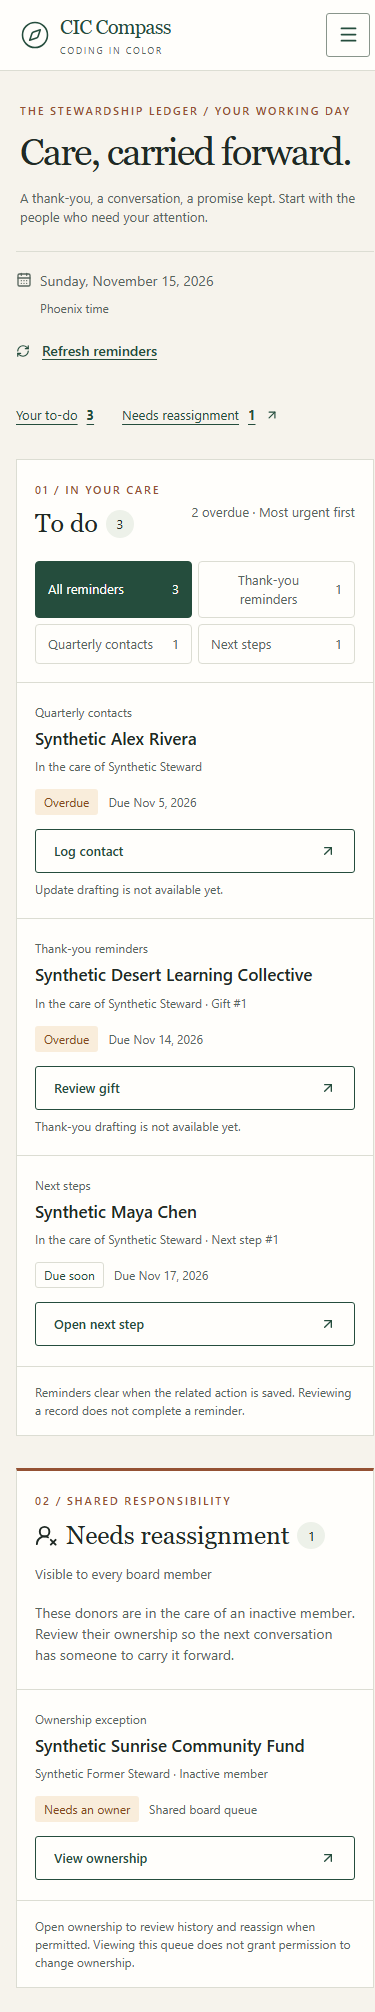 CIC Compass
CODING IN COLOR
THE STEWARDSHIP LEDGER / YOUR WORKING DAY
Care, carried forward.
A thank-you, a conversation, a promise kept. Start with the
people who need your attention.
Sunday, November 15, 2026
Phoenix time
Refresh reminders
Your to-do 3 Needs reassignment 1
01 / IN YOUR CARE
To do 3
2 overdue · Most urgent first
All reminders 3
Thank-you
reminders 1
Quarterly contacts 1
Next steps 1
Quarterly contacts
Synthetic Alex Rivera
In the care of Synthetic Steward
Overdue Due Nov 5, 2026
Log contact
Update drafting is not available yet.
Thank-you reminders
Synthetic Desert Learning Collective
In the care of Synthetic Steward · Gift #1
Overdue Due Nov 14, 2026
Review gift
Thank-you drafting is not available yet.
Next steps
Synthetic Maya Chen
In the care of Synthetic Steward · Next step #1
Due soon Due Nov 17, 2026
Open next step
Reminders clear when the related action is saved. Reviewing
a record does not complete a reminder.
02 / SHARED RESPONSIBILITY
Needs reassignment 1
Visible to every board member
These donors are in the care of an inactive member.
Review their ownership so the next conversation
has someone to carry it forward.
Ownership exception
Synthetic Sunrise Community Fund
Synthetic Former Steward · Inactive member
Needs an owner Shared board queue
View ownership
Open ownership to review history and reassign when
permitted. Viewing this queue does not grant permission to
change ownership.